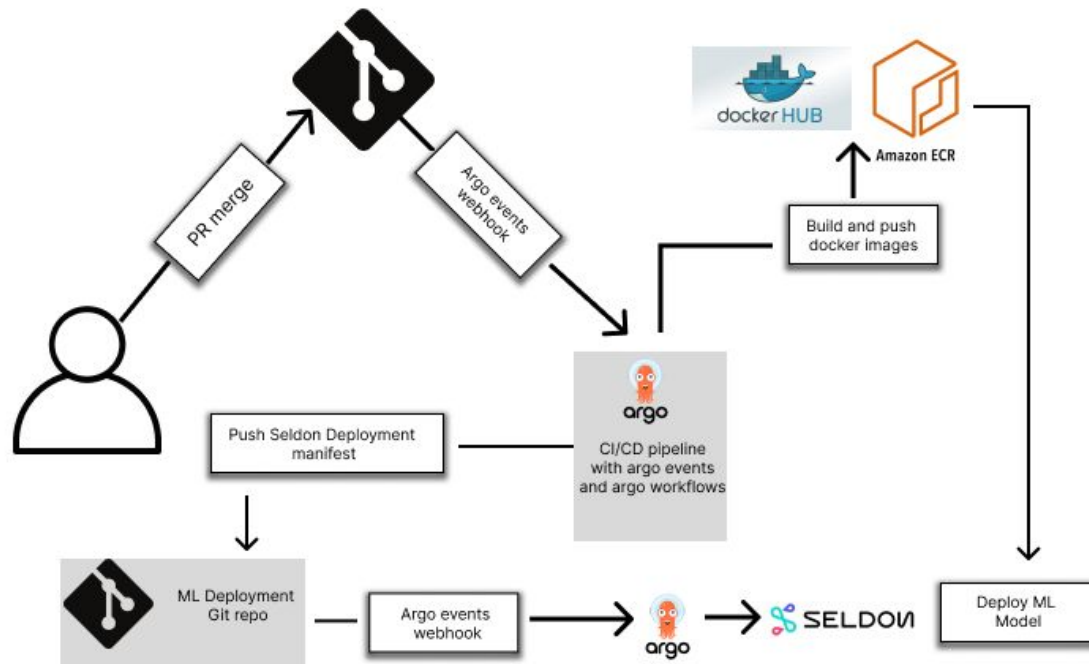 docker HUB
Amazon ECR
PR merge
Argo events
webhook
Build and push
docker images
argo
CI/CD pipeline
with argo events
and argo workflows
Push Seldon Deployment
manifest
ML Deployment
Git repo
Argo events
webhook
argo
SELDON
Deploy ML
Model